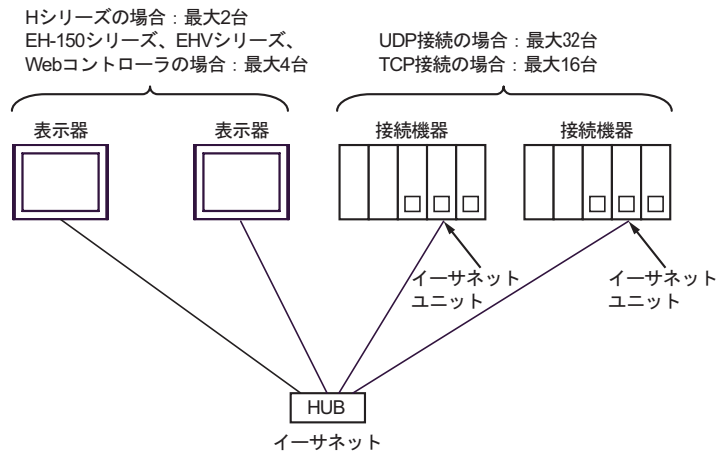 Hシリーズの場合：最大2台
EH-150シリーズ、EHVシリーズ、
Webコントローラの場合：最大4台
UDP接続の場合：最大32台
TCP接続の場合：最大16台
表示器
表示器
接続機器
接続機器
イーサネット
ユニット
イーサネット
ユニット
HUB
イーサネット